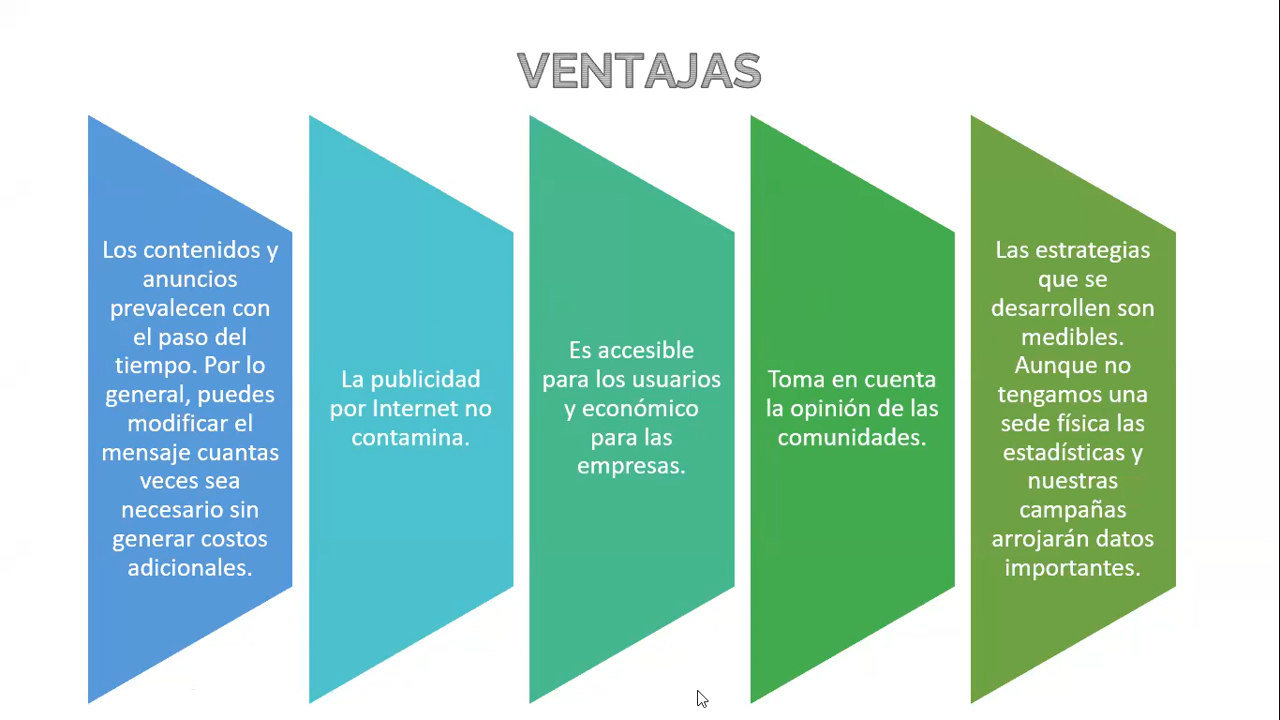 VENTAJAS
Los contenidos y
anuncios
prevalecen con
el paso del
tiempo. Por lo
general, puedes
modificar el
mensaje cuantas
veces sea
necesario sin
generar costos
adicionales.
La publicidad
por Internet no
contamina.
Es accesible
para los usuarios
y económico
para las
empresas.
Toma en cuenta
la opinión de las
comunidades.
Las estrategias
que se
desarrollen son
medibles.
Aunque no
tengamos una
sede física las
estadísticas y
nuestras
campañas
arrojarán datos
importantes.